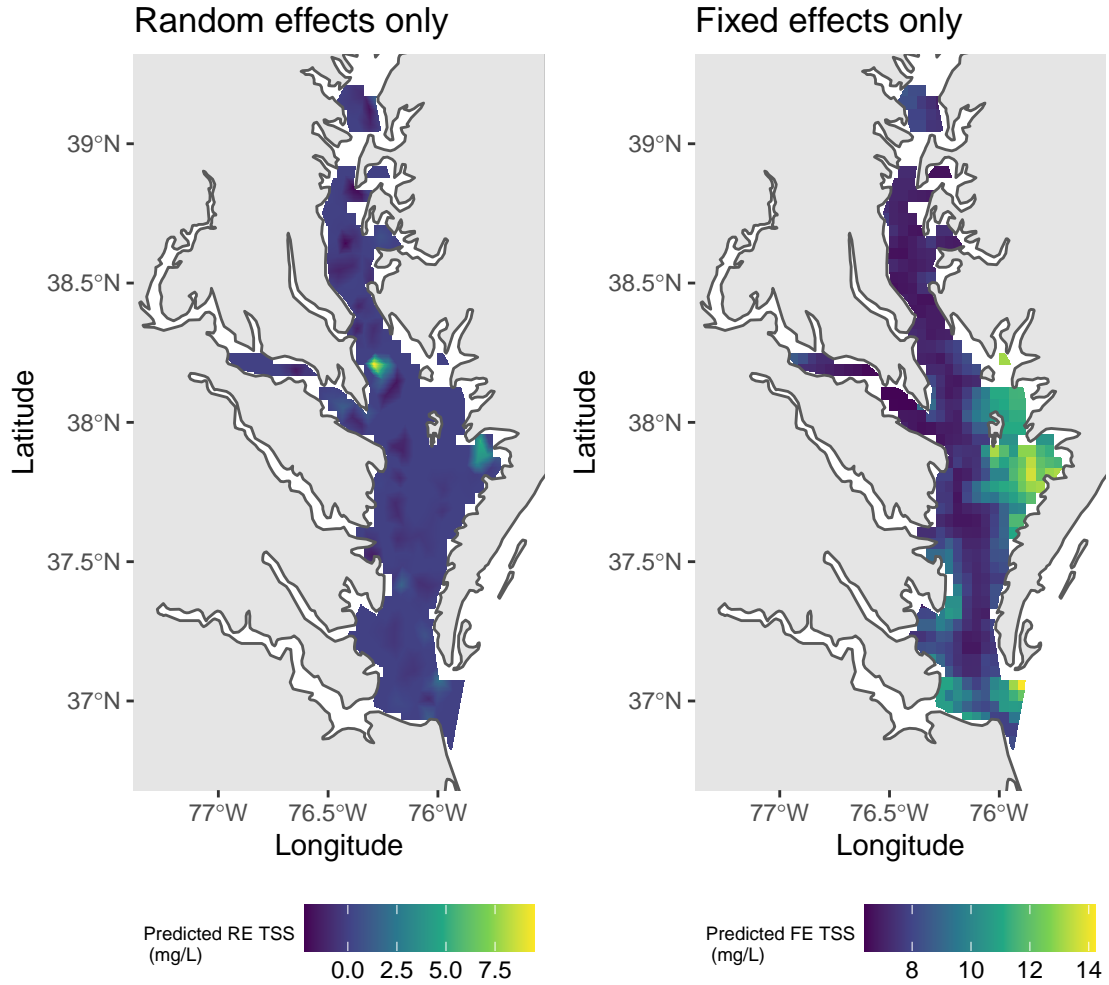 Random effects only
Fixed effects only
39°N
38.5°N
38°N
37.5°N
37°N
Latitude
77°W 76.5°W 76°W
Longitude
39°N
38.5°N
38°N
37.5°N
37°N
Latitude
77°W 76.5°W 76°W
Longitude
Predicted RE TSS
(mg/L)
0.0 2.5 5.0 7.5
Predicted FE TSS
(mg/L)
8 10 12 14